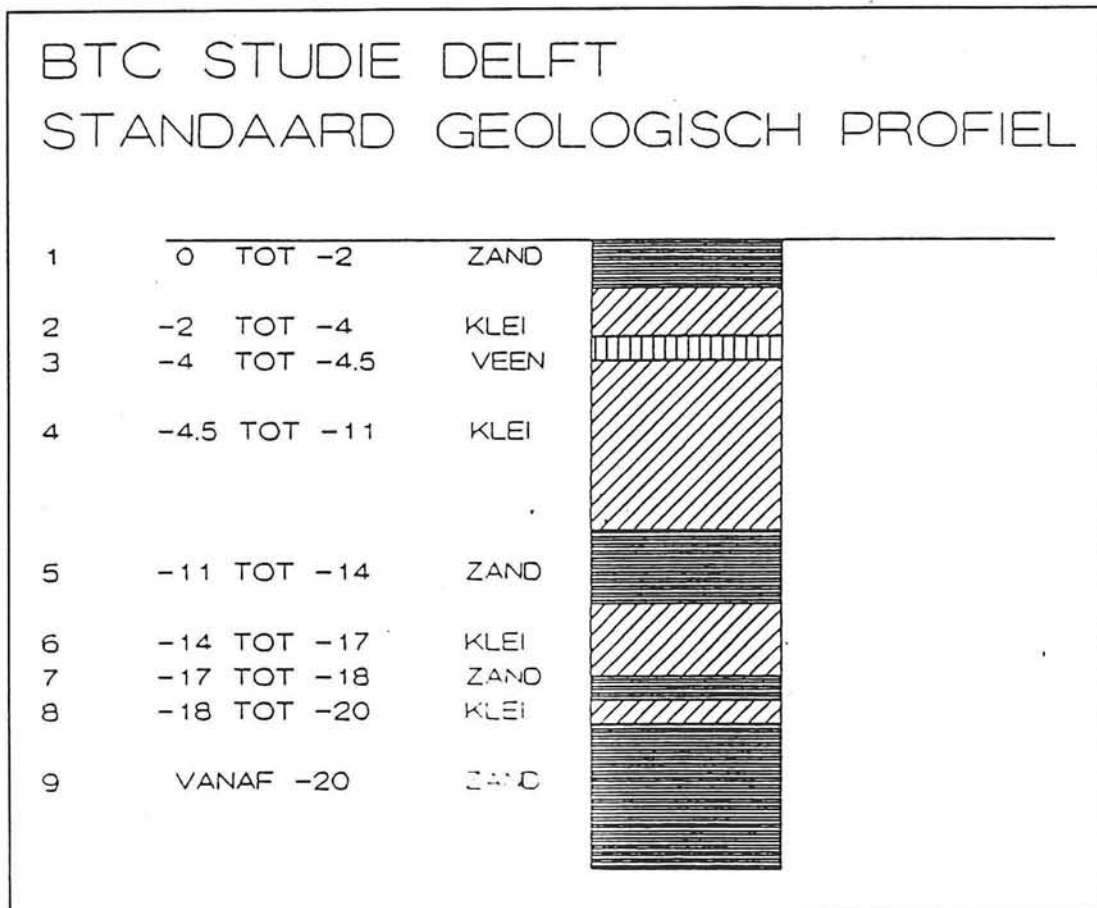 BTC STUDIE DELFT
STANDAARD GEOLOGISCH PROFIEL
1 0 TOT -2 ZAND
2 -2 TOT -4 KLEI
3 -4 TOT -4.5 VEEN
4 -4.5 TOT -11 KLEI
5 -11 TOT -14 ZAND
6 -14 TOT -17 KLEI
7 -17 TOT -18 ZAND
8 -18 TOT -20 KLEI
9 VANAF -20 ZAND